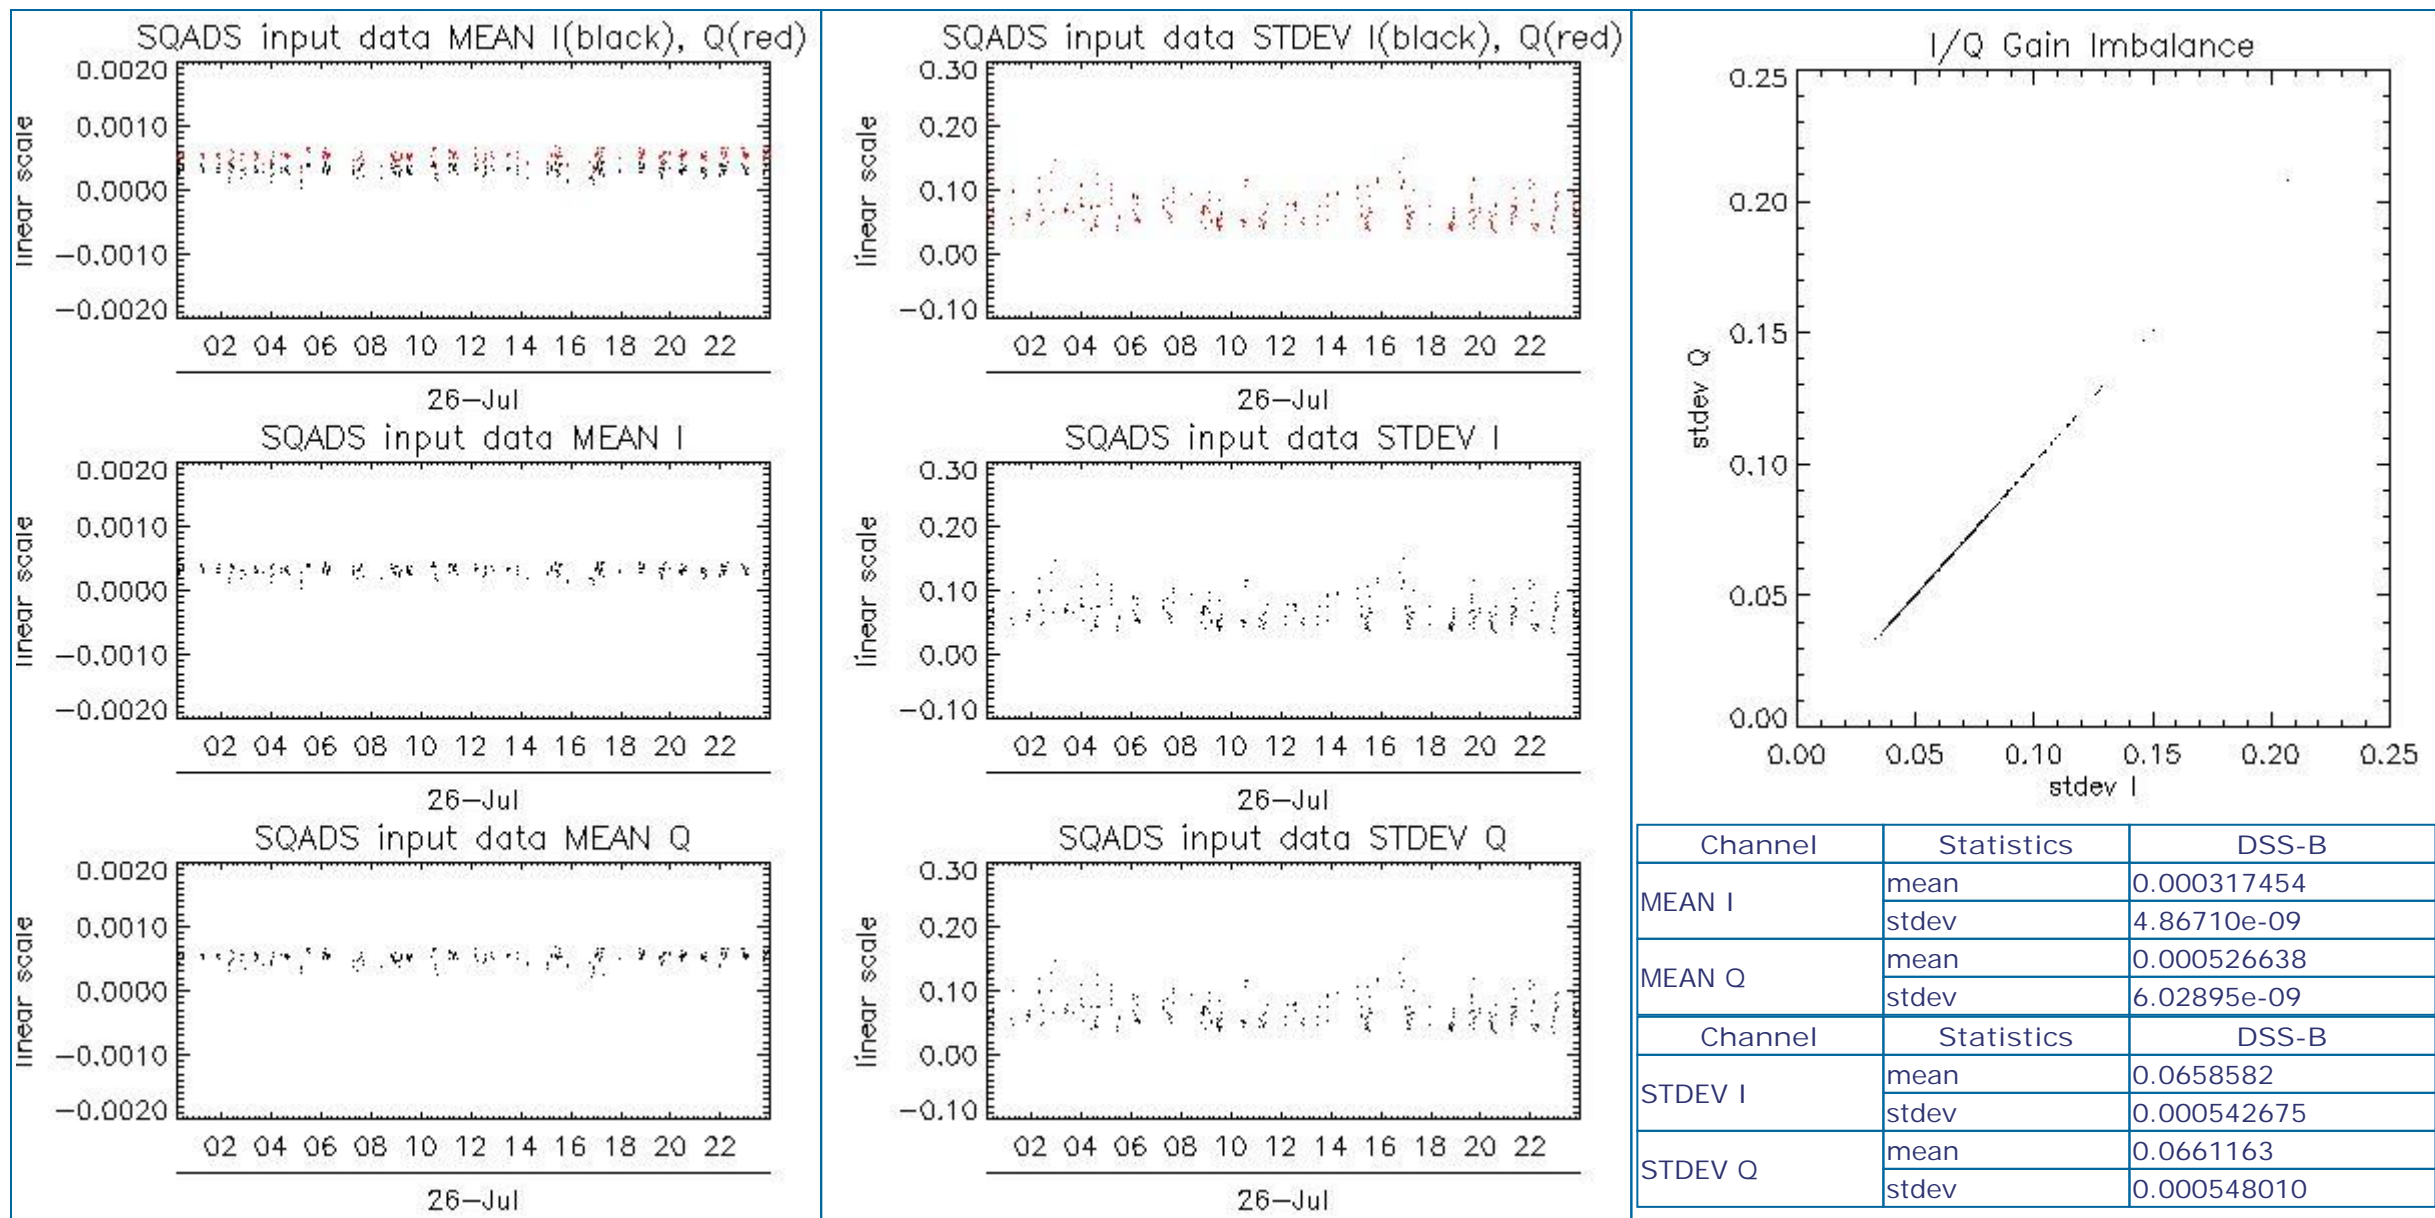 SQADS input data MEAN I(black), Q(red)
linear scale
0.0020
0.0010
0.0000
−0.0010
−0.0020
02 04 06 08 10 12 14 16 18 20 22
26−Jul
SQADS input data MEAN I
linear scale
0.0020
0.0010
0.0000
−0.0010
−0.0020
02 04 06 08 10 12 14 16 18 20 22
26−Jul
SQADS input data MEAN Q
linear scale
0.0020
0.0010
0.0000
−0.0010
−0.0020
02 04 06 08 10 12 14 16 18 20 22
26−Jul
SQADS input data STDEV I(black), Q(red)
linear scale
0.30
0.20
0.10
0.00
−0.10
02 04 06 08 10 12 14 16 18 20 22
26−Jul
SQADS input data STDEV I
linear scale
0.30
0.20
0.10
0.00
−0.10
02 04 06 08 10 12 14 16 18 20 22
26−Jul
SQADS input data STDEV Q
linear scale
0.30
0.20
0.10
0.00
−0.10
02 04 06 08 10 12 14 16 18 20 22
26−Jul
I/Q Gain Imbalance
stdev Q
0.25
0.20
0.15
0.10
0.05
0.00
0.00 0.05 0.10 0.15 0.20 0.25
stdev I
Channel Statistics DSS-B
MEAN I mean 0.000317454
stdev 4.86710e-09
MEAN Q mean 0.000526638
stdev 6.02895e-09
Channel Statistics DSS-B
STDEV I mean 0.0658582
stdev 0.000542675
STDEV Q mean 0.0661163
stdev 0.000548010